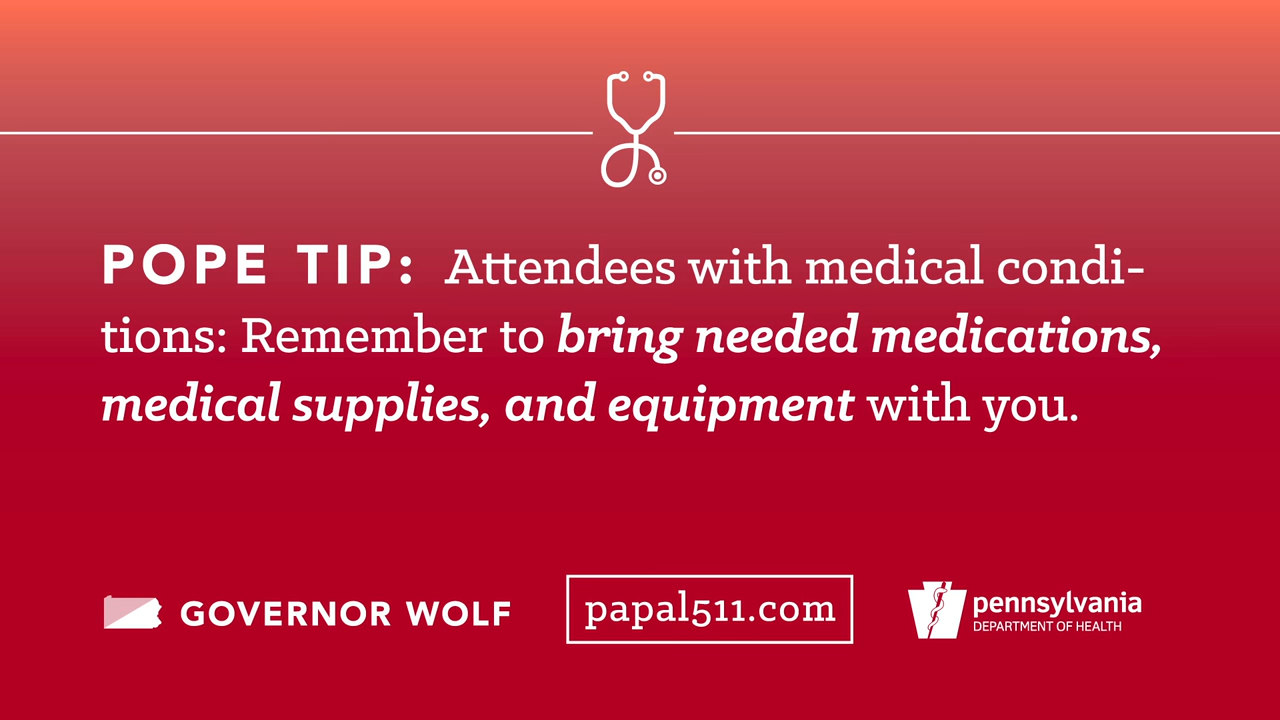 POPE TIP: Attendees with medical condi-
tions: Remember to bring needed medications,
medical supplies, and equipment with you.
GOVERNOR WOLF
papal511.com
pennsylvania
DEPARTMENT OF HEALTH